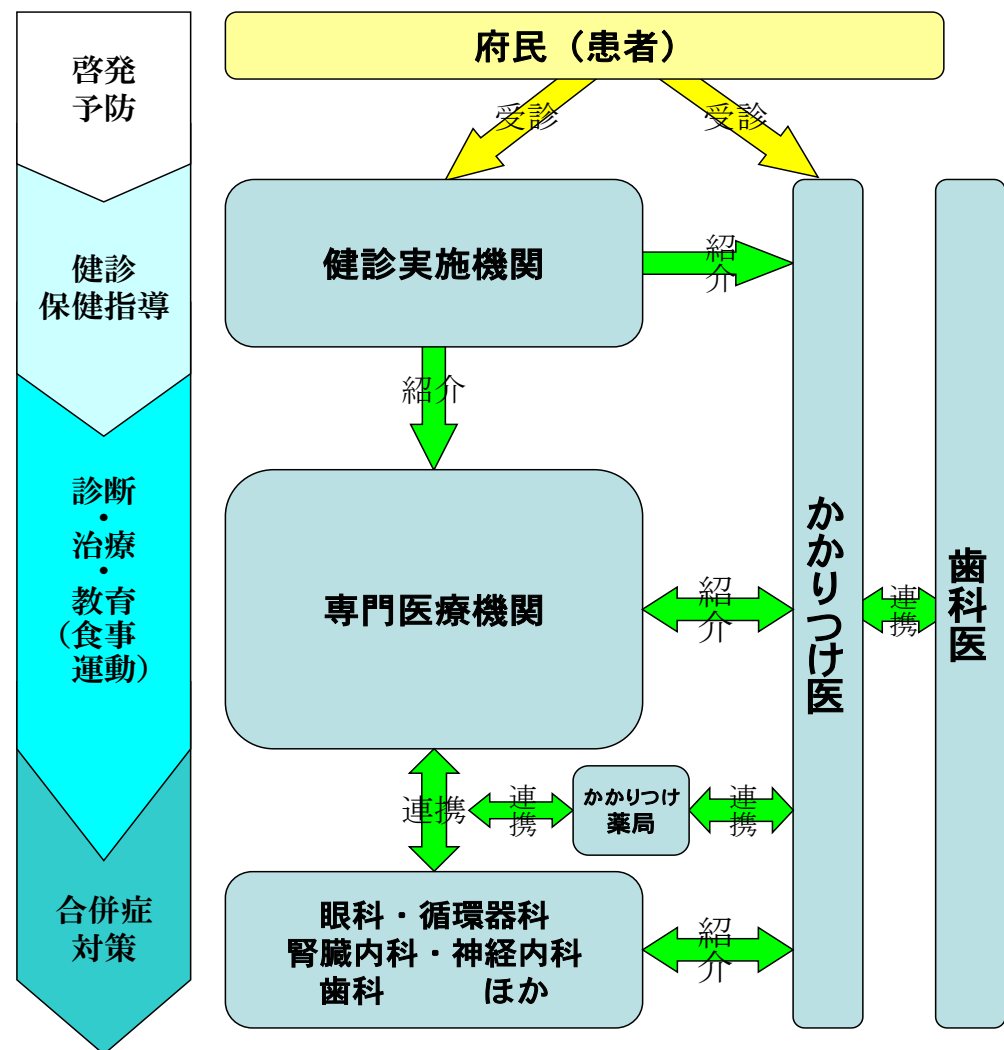 府民（患者）
啓発
予防
受診
受診
健診
保健指導
健診実施機関
紹介
紹介
診断
・
治療
・
教育
（食事
運動）
専門医療機関
紹介
かかりつけ医
連携
歯科医
連携
連携
かかりつけ
薬局
連携
合併症
対策
眼科・循環器科
腎臓内科・神経内科
歯科　　　ほか
紹介